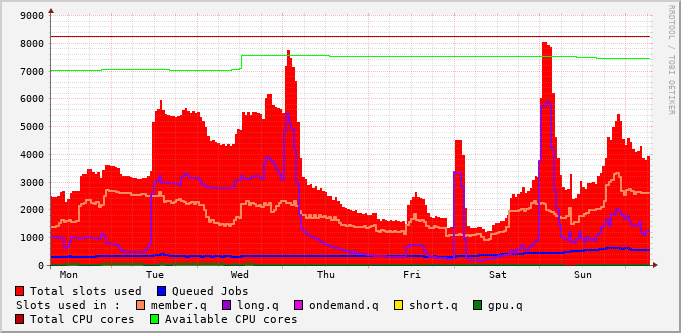 RRDTOOL / TOBI OETIKER
9000
8000
7000
6000
5000
4000
3000
2000
1000
0
Mon Tue Wed Thu Fri Sat Sun
Total slots used Queued Jobs
Slots used in : member.q long.q ondemand.q short.q gpu.q
Total CPU cores Available CPU cores